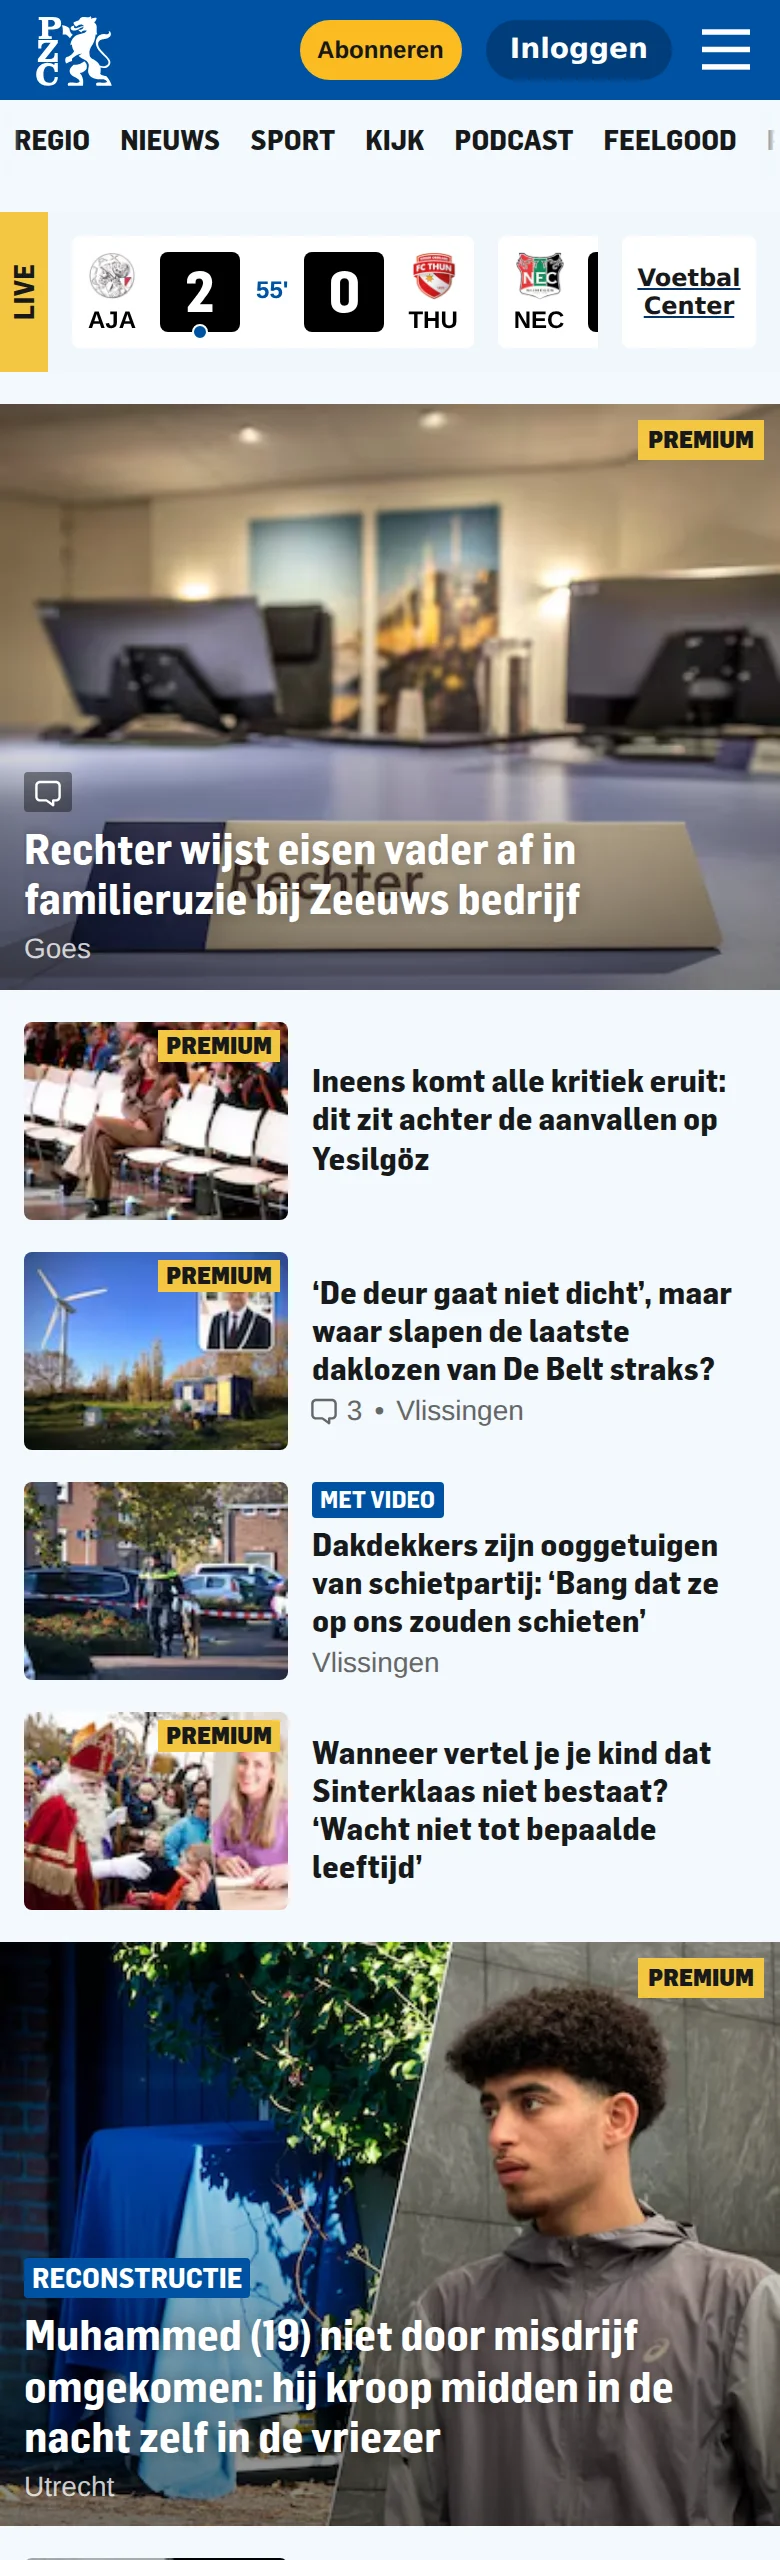 PZC
Abonneren
Inloggen
REGIO NIEUWS SPORT KIJK PODCAST FEELGOOD
LIVE
AJA
2
55'
0
FC THUN
THU
NEC
NEC
Voetbal
Center
PREMIUM
Rechter
Rechter wijst eisen vader af in
familieruzie bij Zeeuws bedrijf
Goes
PREMIUM
Ineens komt alle kritiek eruit:
dit zit achter de aanvallen op
Yesilgöz
PREMIUM
‘De deur gaat niet dicht’, maar
waar slapen de laatste
daklozen van De Belt straks?
3 • Vlissingen
MET VIDEO
Dakdekkers zijn ooggetuigen
van schietpartij: ‘Bang dat ze
op ons zouden schieten’
Vlissingen
PREMIUM
Wanneer vertel je je kind dat
Sinterklaas niet bestaat?
‘Wacht niet tot bepaalde
leeftijd’
PREMIUM
RECONSTRUCTIE
Muhammed (19) niet door misdrijf
omgekomen: hij kroop midden in de
nacht zelf in de vriezer
Utrecht